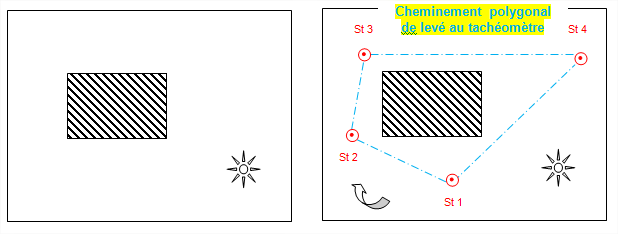 Cheminement polygonal
de levé au tachéomètre
St 3
St 4
St 2
St 1